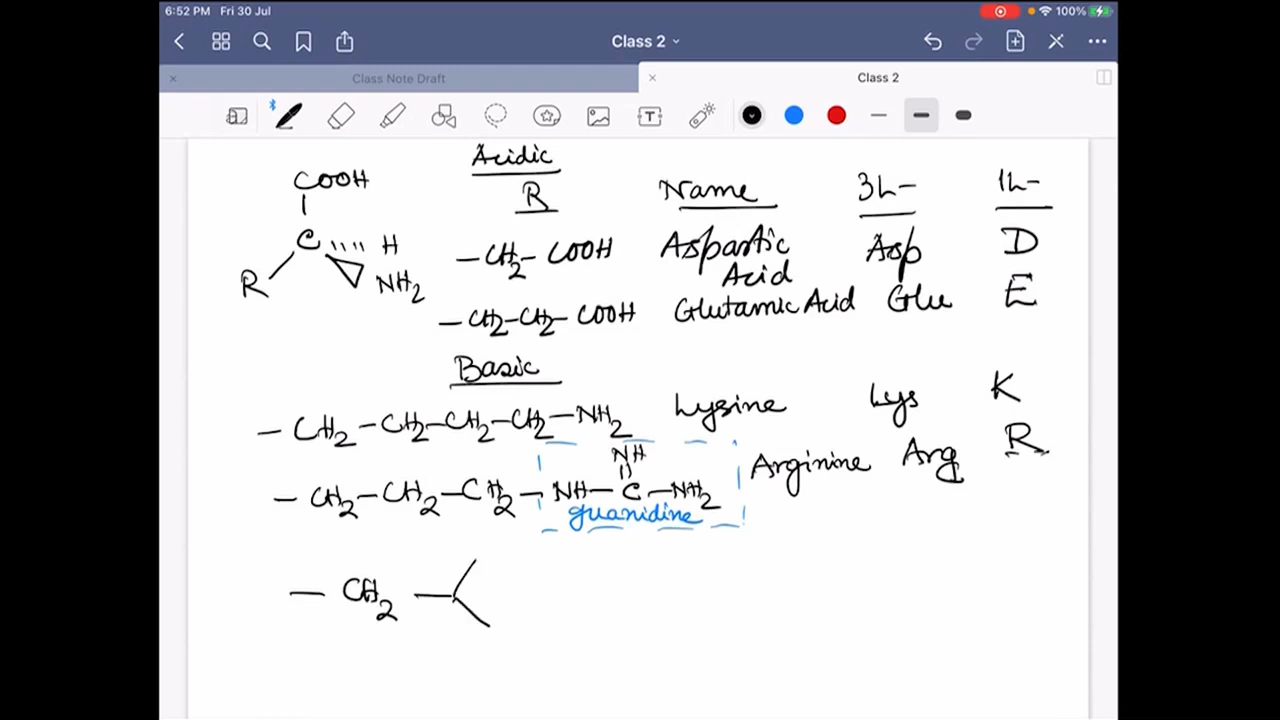 6:52 PM Fri 30 Jul 100%
Class 2
Class Note Draft Class 2
T
Acidic
COOH R Name 3L- 1L-
C H -CH2-COOH Aspartic Asp D
R NH2 Acid
-CH2-CH2-COOH Glutamic Acid Glu E
Basic
-CH2-CH2-CH2-CH2-NH2 Lysine Lys K
NH
-CH2-CH2-CH2-NH-C-NH2 Arginine Arg R
guanidine
-CH2-